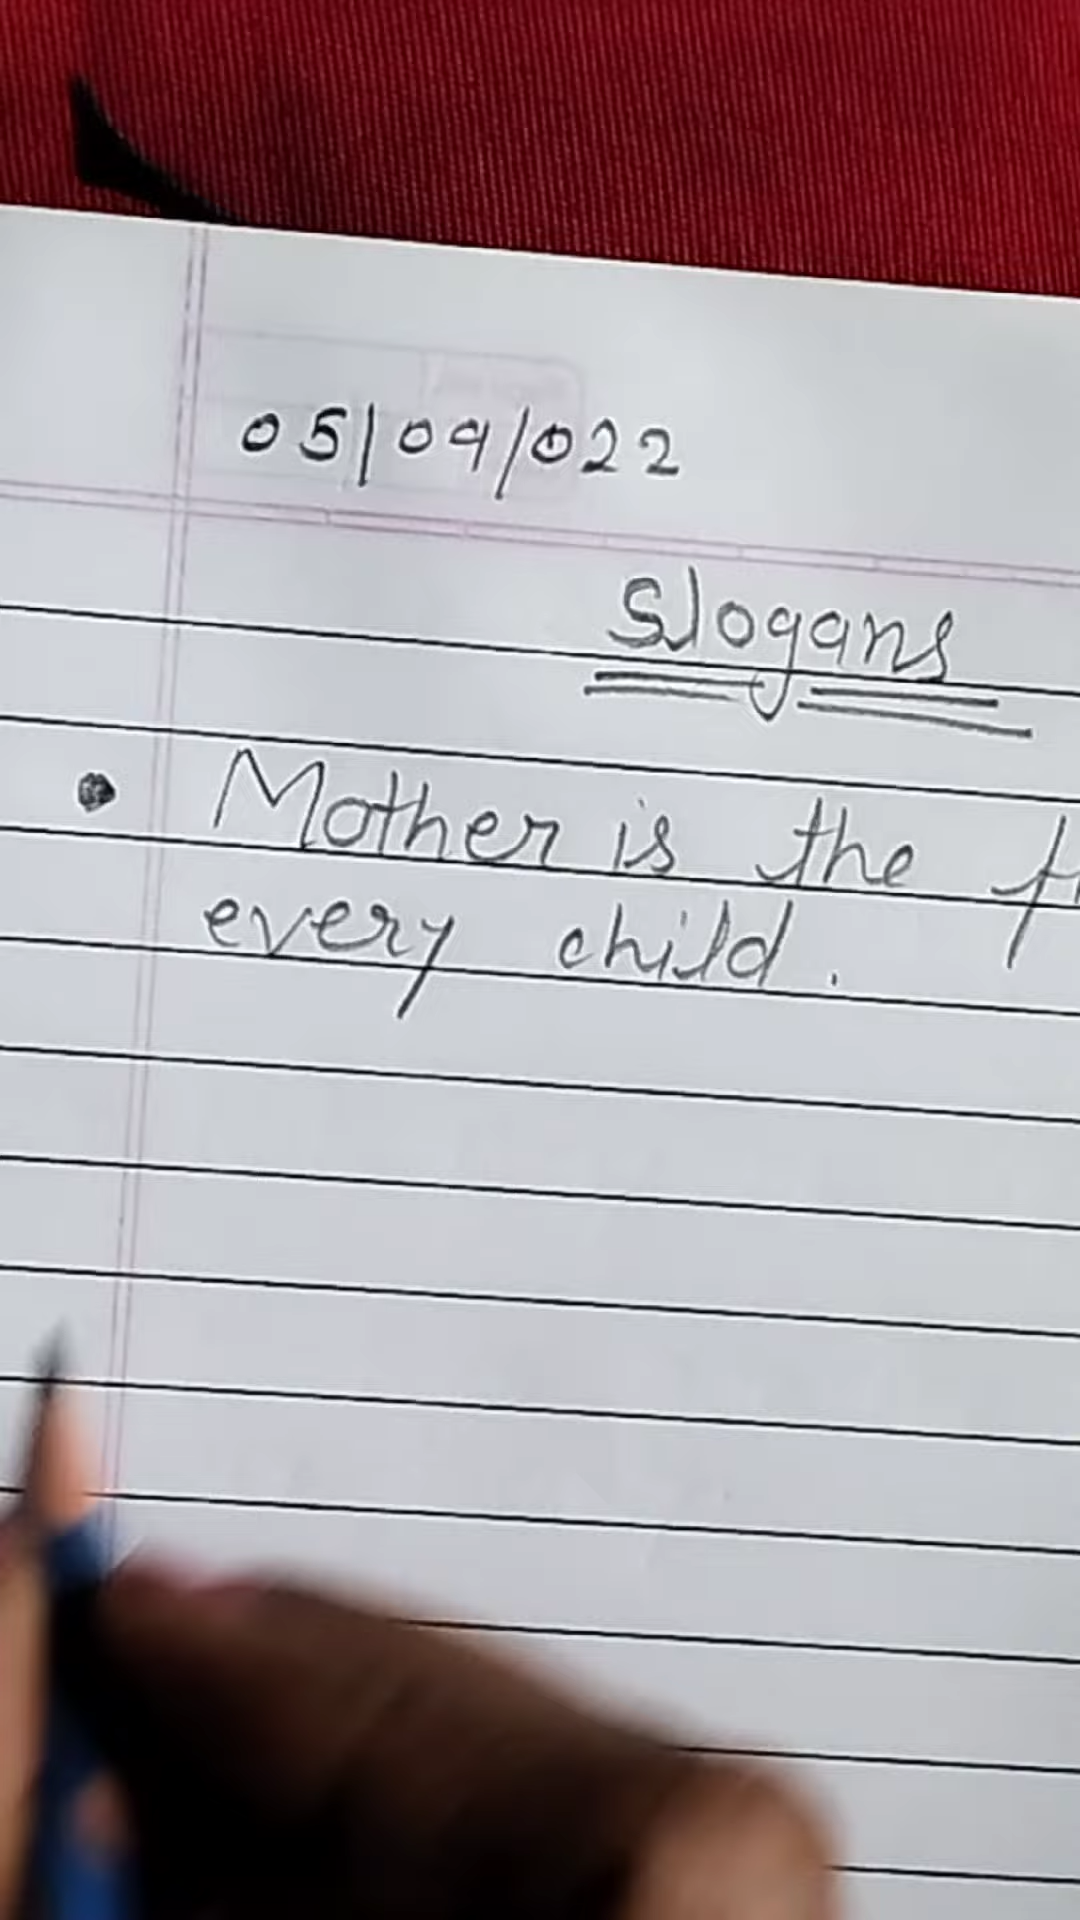 05/09/022
Slogans
• Mother is the
every child.